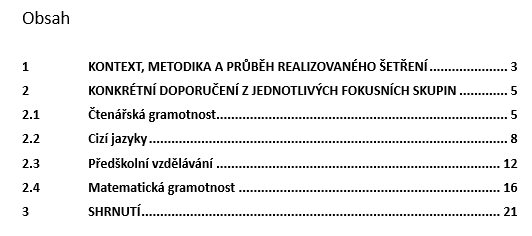 Obsah
1 KONTEXT, METODIKA A PRŮBĚH REALIZOVANÉHO ŠETŘENÍ 3
2 KONKRÉTNÍ DOPORUČENÍ Z JEDNOTLIVÝCH FOKUSNÍCH SKUPIN 5
2.1 Čtenářská gramotnost 5
2.2 Cizí jazyky 8
2.3 Předškolní vzdělávání 12
2.4 Matematická gramotnost 16
3 SHRNUTÍ 21